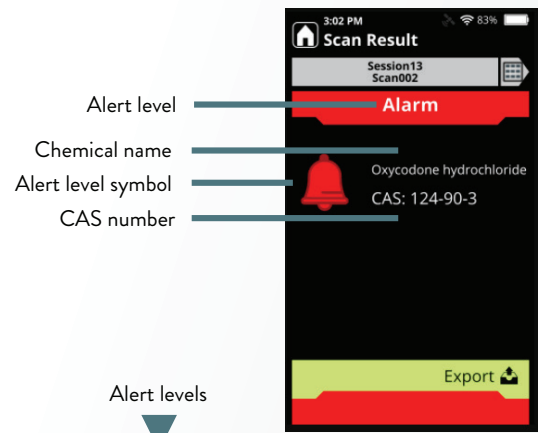 3:02 PM 83%
Scan Result
Session13
Scan002
Alert level
Alarm
Chemical name
Oxycodone hydrochloride
Alert level symbol
CAS: 124-90-3
CAS number
Export
Alert levels